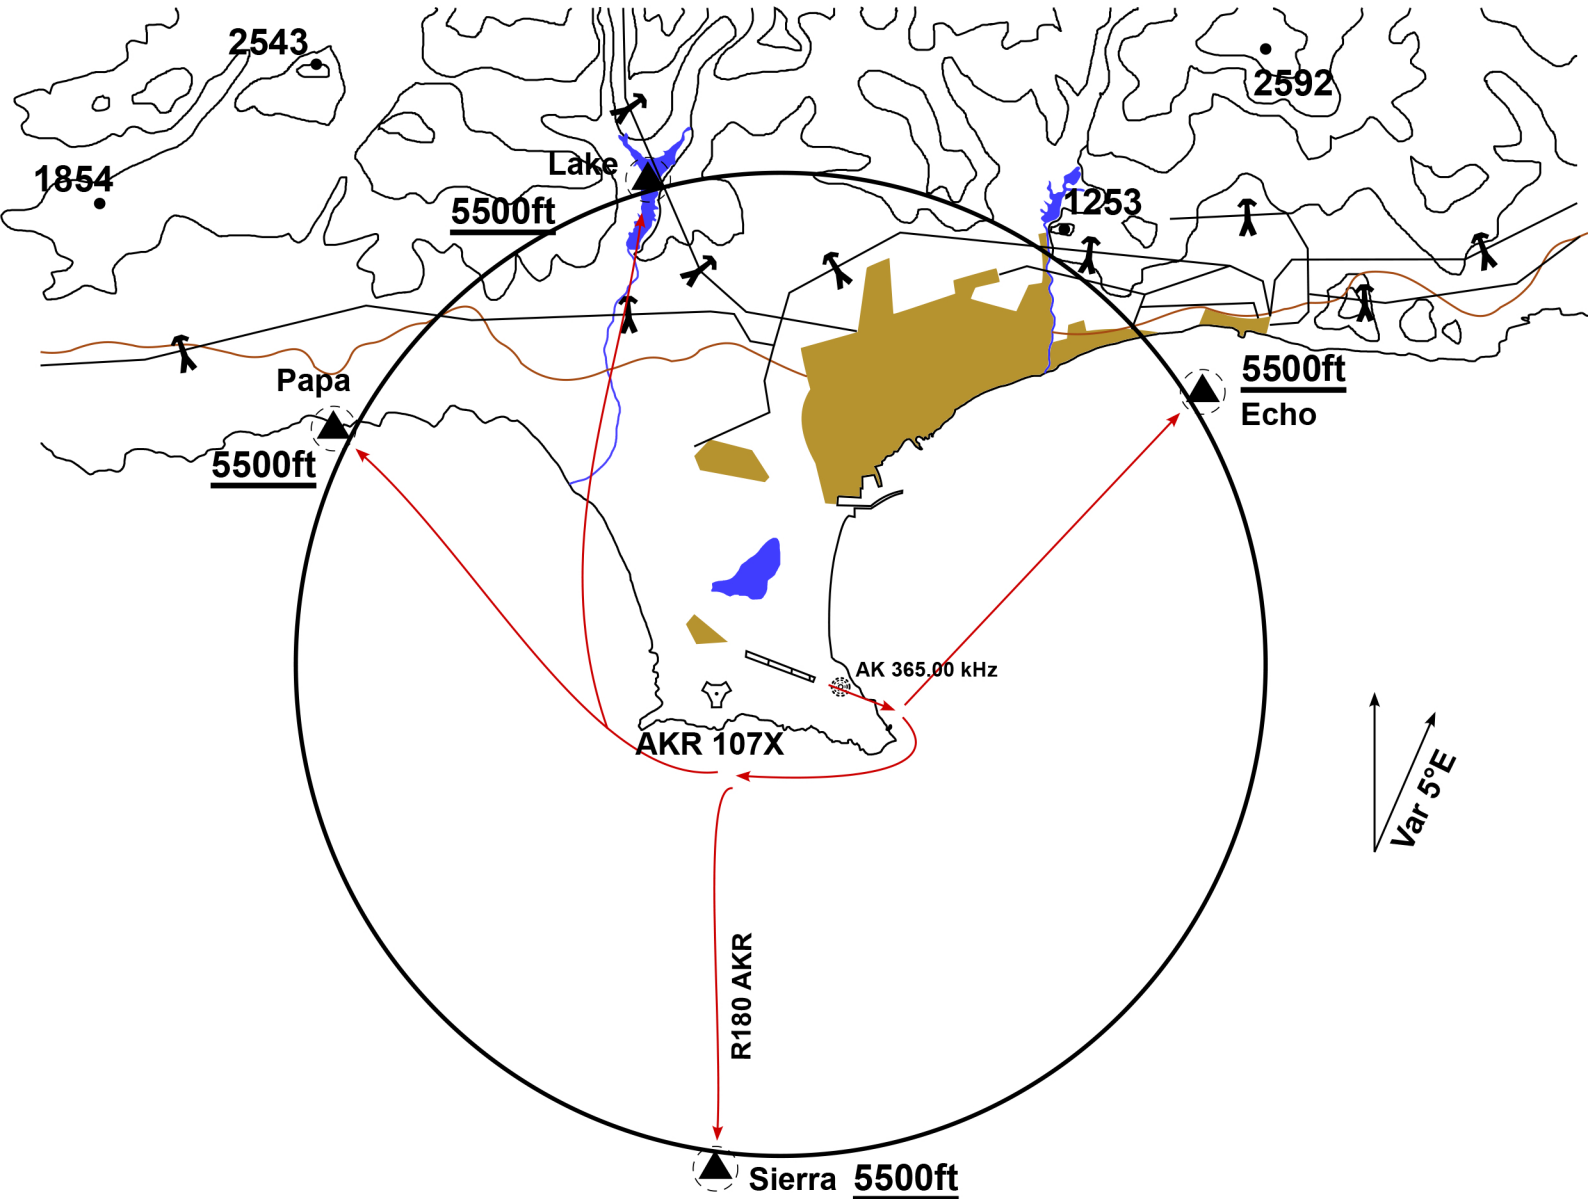 2543
2592
Lake
1854
1253
5500ft
5500ft
Papa
Echo
5500ft
AK 365.00 kHz
AKR 107X
Var 5°E
R180 AKR
Sierra 5500ft